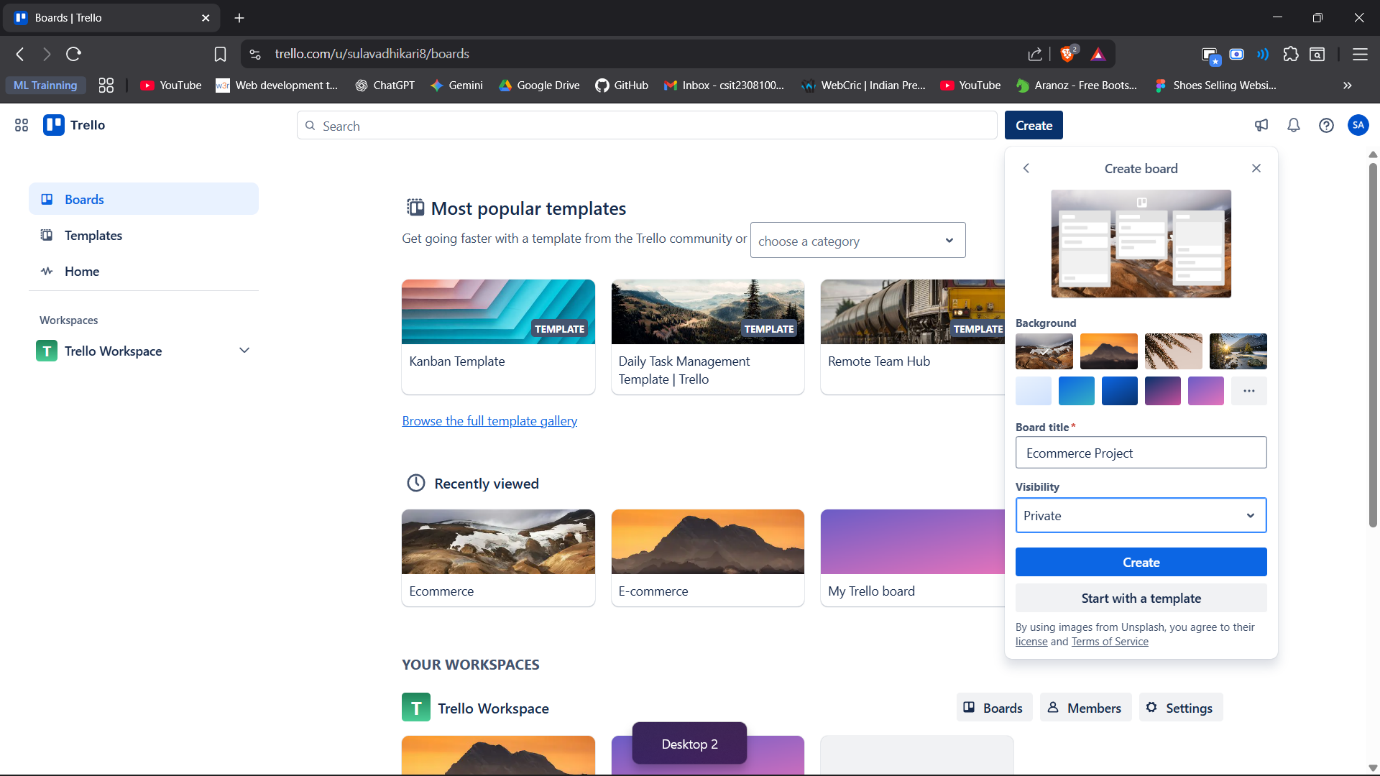 Boards | Trello
trello.com/u/sulavadhikari8/boards
2
ML Trainning
YouTube
w3r
Web development t...
ChatGPT
Gemini
Google Drive
GitHub
Inbox - csit2308100...
WebCric | Indian Pre...
YouTube
Aranoz - Free Boots...
Shoes Selling Websi...
»
Trello
Search
Create
SA
Boards
Templates
Home
Workspaces
T
Trello Workspace
Most popular templates
Get going faster with a template from the Trello community or
choose a category
TEMPLATE
Kanban Template
TEMPLATE
Daily Task Management
Template | Trello
TEMPLATE
Remote Team Hub
Browse the full template gallery
Recently viewed
Ecommerce
E-commerce
My Trello board
YOUR WORKSPACES
T
Trello Workspace
Boards
Members
Settings
Desktop 2
Create board
Background
...
Board title*
Ecommerce Project
Visibility
Private
Create
Start with a template
By using images from Unsplash, you agree to their
license and Terms of Service